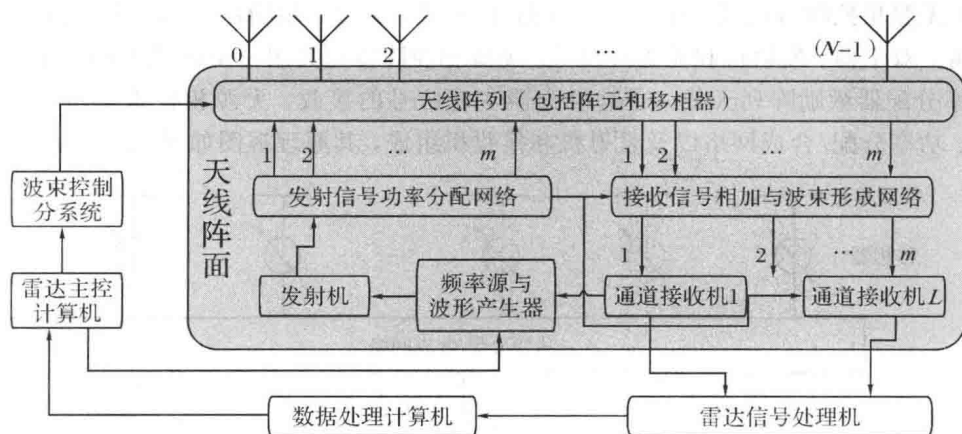 0 1 2 … (N-1)
天线阵列（包括阵元和移相器）
1 2 … m 1 2 … m
天线阵面
发射信号功率分配网络
接收信号相加与波束形成网络
波束控制
分系统
1 2 … m
雷达主控
计算机
发射机
频率源与
波形产生器
通道接收机1
通道接收机L
数据处理计算机
雷达信号处理机